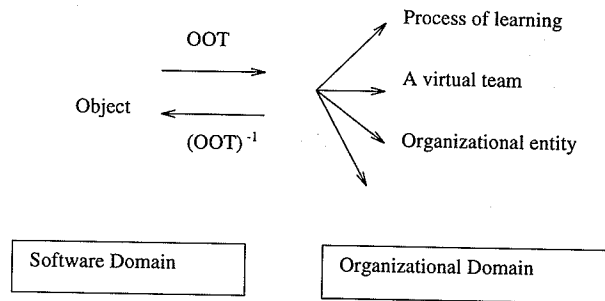 OOT
Process of learning
A virtual team
Object
(OOT)⁻¹
Organizational entity
Software Domain
Organizational Domain